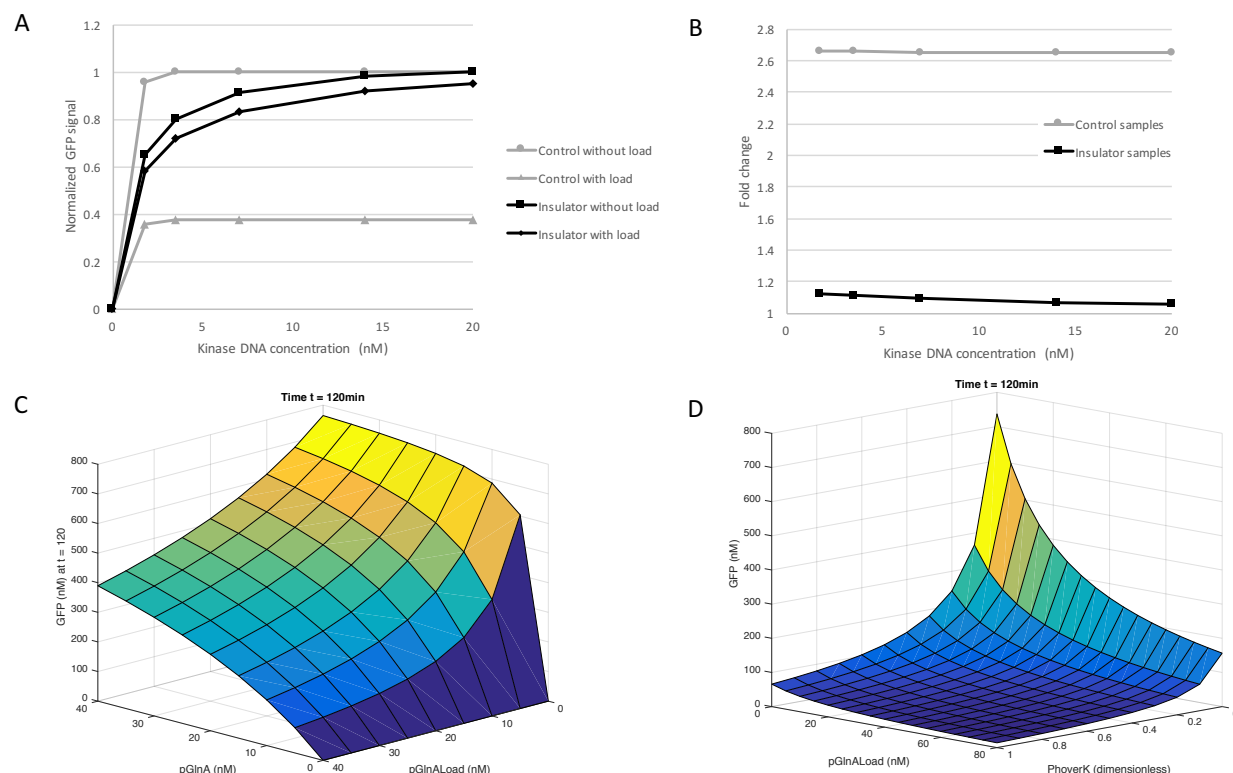 A
Normalized GFP signal
1.2
1
0.8
0.6
0.4
0.2
0
0 5 10 15 20
Kinase DNA concentration (nM)
Control without load
Control with load
Insulator without load
Insulator with load
B
Fold change
2.8
2.6
2.4
2.2
2
1.8
1.6
1.4
1.2
1
0 5 10 15 20
Kinase DNA concentration (nM)
Control samples
Insulator samples
C
Time t = 120min
GFP (nM) at t = 120
800
700
600
500
400
300
200
100
0
40 30 20 10 0
pGlnA (nM)
40 30 20 10 0
pGlnALoad (nM)
D
Time t = 120min
GFP (nM)
800
700
600
500
400
300
200
100
0
0 20 40 60 80
pGlnALoad (nM)
1 0.8 0.6 0.4 0.2
PhoverK (dimensionless)